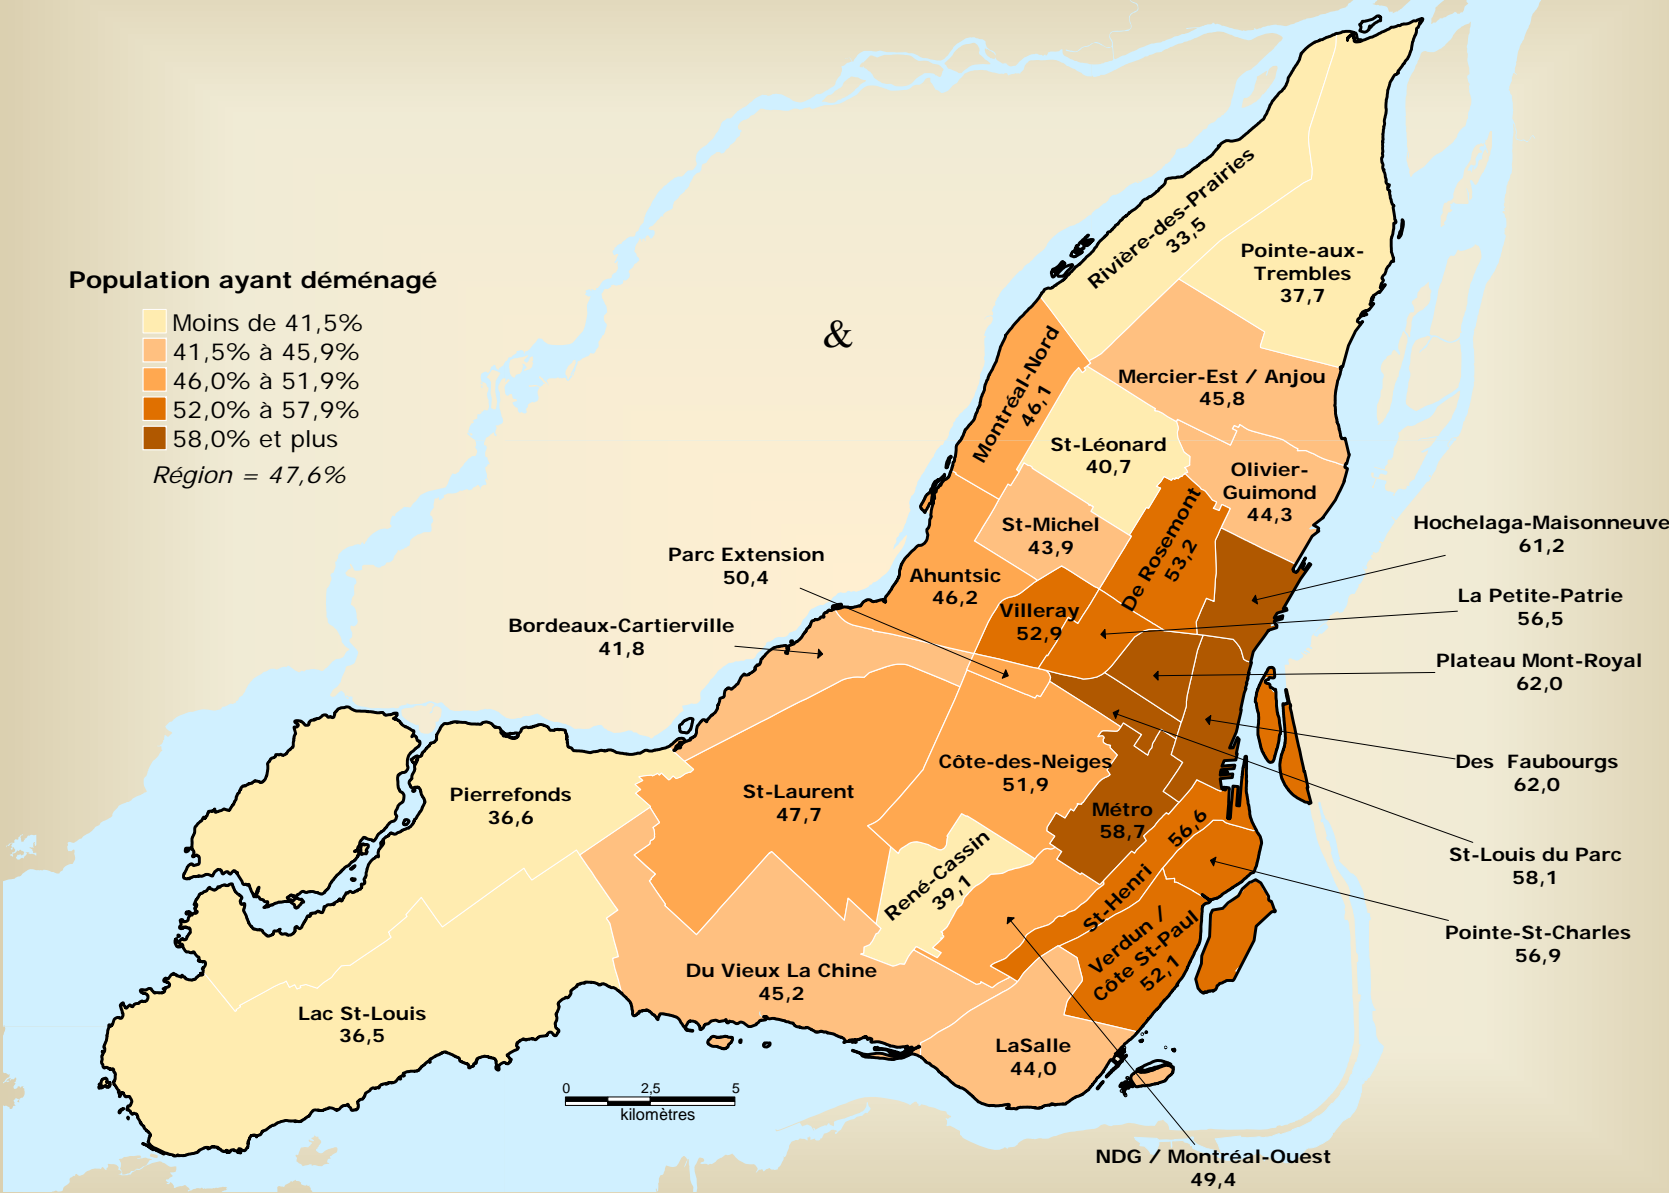 Population ayant déménagé
Moins de 41,5%
41,5% à 45,9%
46,0% à 51,9%
52,0% à 57,9%
58,0% et plus
Région = 47,6%
&
Rivière-des-Prairies
33,5
Pointe-aux-
Trembles
37,7
Montréal-Nord
46,1
Mercier-Est / Anjou
45,8
St-Léonard
40,7
Olivier-
Guimond
44,3
St-Michel
43,9
De Rosemont
53,2
Hochelaga-Maisonneuve
61,2
Parc Extension
50,4
Ahuntsic
46,2
Villeray
52,9
La Petite-Patrie
56,5
Bordeaux-Cartierville
41,8
Plateau Mont-Royal
62,0
Des Faubourgs
62,0
Côte-des-Neiges
51,9
St-Laurent
47,7
Pierrefonds
36,6
Métro
58,7
St-Henri
56,6
St-Louis du Parc
58,1
René-Cassin
39,1
Pointe-St-Charles
56,9
Verdun /
Côte St-Paul
52,1
Du Vieux La Chine
45,2
Lac St-Louis
36,5
LaSalle
44,0
0 2,5 5
kilomètres
NDG / Montréal-Ouest
49,4